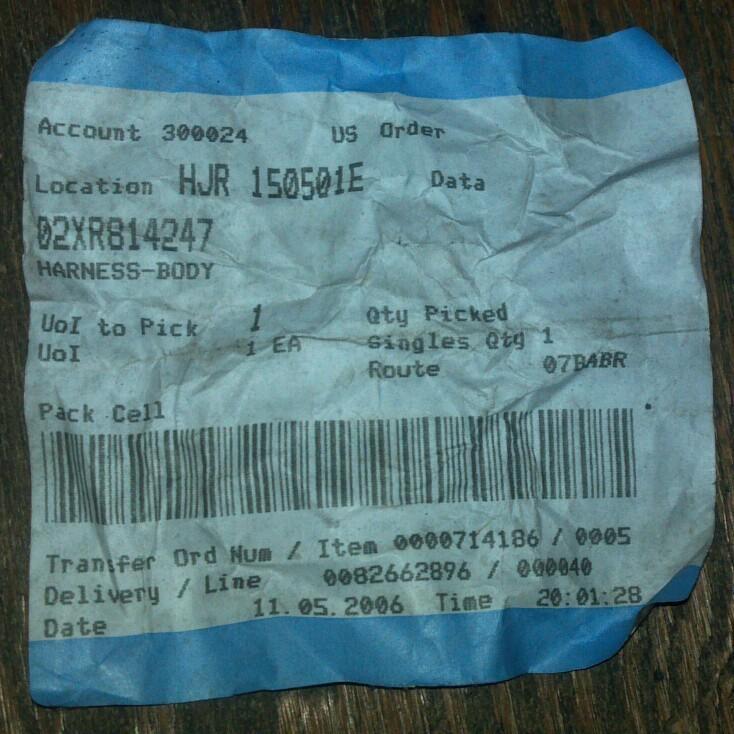 Account 300024 US Order
Location HJR 150501E Data
02XR814247
HARNESS-BODY
UoI to Pick 1 Qty Picked
UoI 1 EA Singles Qty 1
Route 07B4BR
Pack Cell
Transfer Ord Num / Item 0000714186 / 0005
Delivery / Line 0082662896 / 000040
Date 11.05.2006 Time 20:01:28